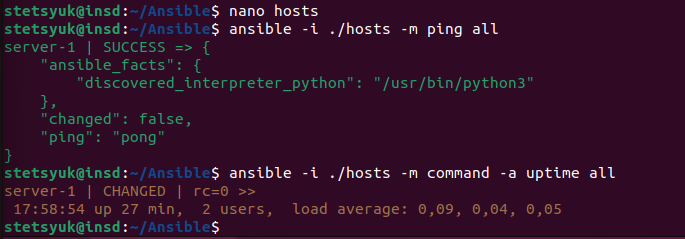 stetsyuk@insd:~/Ansible$ nano hosts
stetsyuk@insd:~/Ansible$ ansible -i ./hosts -m ping all
server-1 | SUCCESS => {
    "ansible_facts": {
        "discovered_interpreter_python": "/usr/bin/python3"
    },
    "changed": false,
    "ping": "pong"
}
stetsyuk@insd:~/Ansible$ ansible -i ./hosts -m command -a uptime all
server-1 | CHANGED | rc=0 >>
 17:58:54 up 27 min,  2 users,  load average: 0,09, 0,04, 0,05
stetsyuk@insd:~/Ansible$